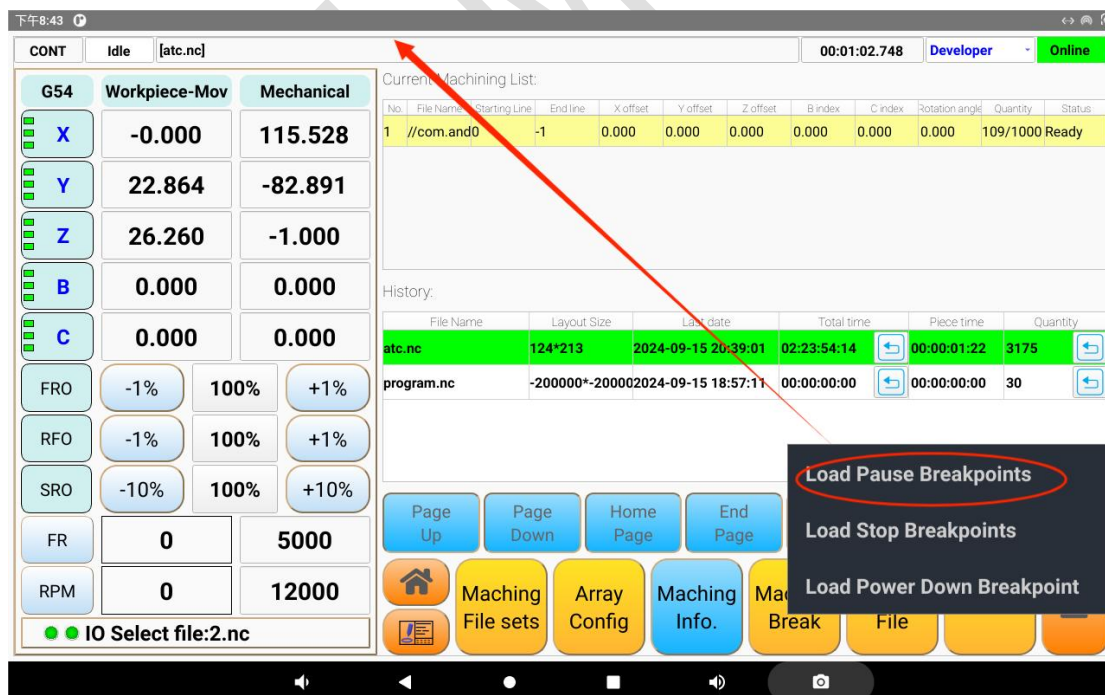 下午8:43
CONT Idle [atc.nc] 00:01:02.748 Developer Online
G54 Workpiece-Mov Mechanical
X -0.000 115.528
Y 22.864 -82.891
Z 26.260 -1.000
B 0.000 0.000
C 0.000 0.000
FRO -1% 100% +1%
RFO -1% 100% +1%
SRO -10% 100% +10%
FR 0 5000
RPM 0 12000
IO Select file:2.nc
Current Machining List:
No. File Name Starting Line End line X offset Y offset Z offset B index C index Rotation angle Quantity Status
1 //com.and0 -1 0.000 0.000 0.000 0.000 0.000 0.000 109/1000 Ready
History:
File Name Layout Size Last date Total time Piece time Quantity
atc.nc 124*213 2024-09-15 20:39:01 02:23:54:14 00:00:01:22 3175
program.nc -200000*-200002024-09-15 18:57:11 00:00:00:00 00:00:00:00 30
Load Pause Breakpoints
Load Stop Breakpoints
Load Power Down Breakpoint
Page Up
Page Down
Home Page
End Page
Maching File sets
Array Config
Maching Info.
Break
File